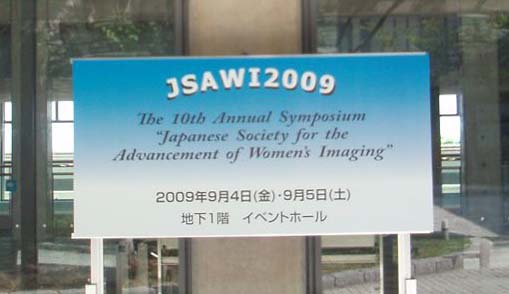 JSAWI2009
The 10th Annual Symposium
"Japanese Society for the
Advancement of Women's Imaging"
2009年9月4日(金)・9月5日(土)
地下1階 イベントホール